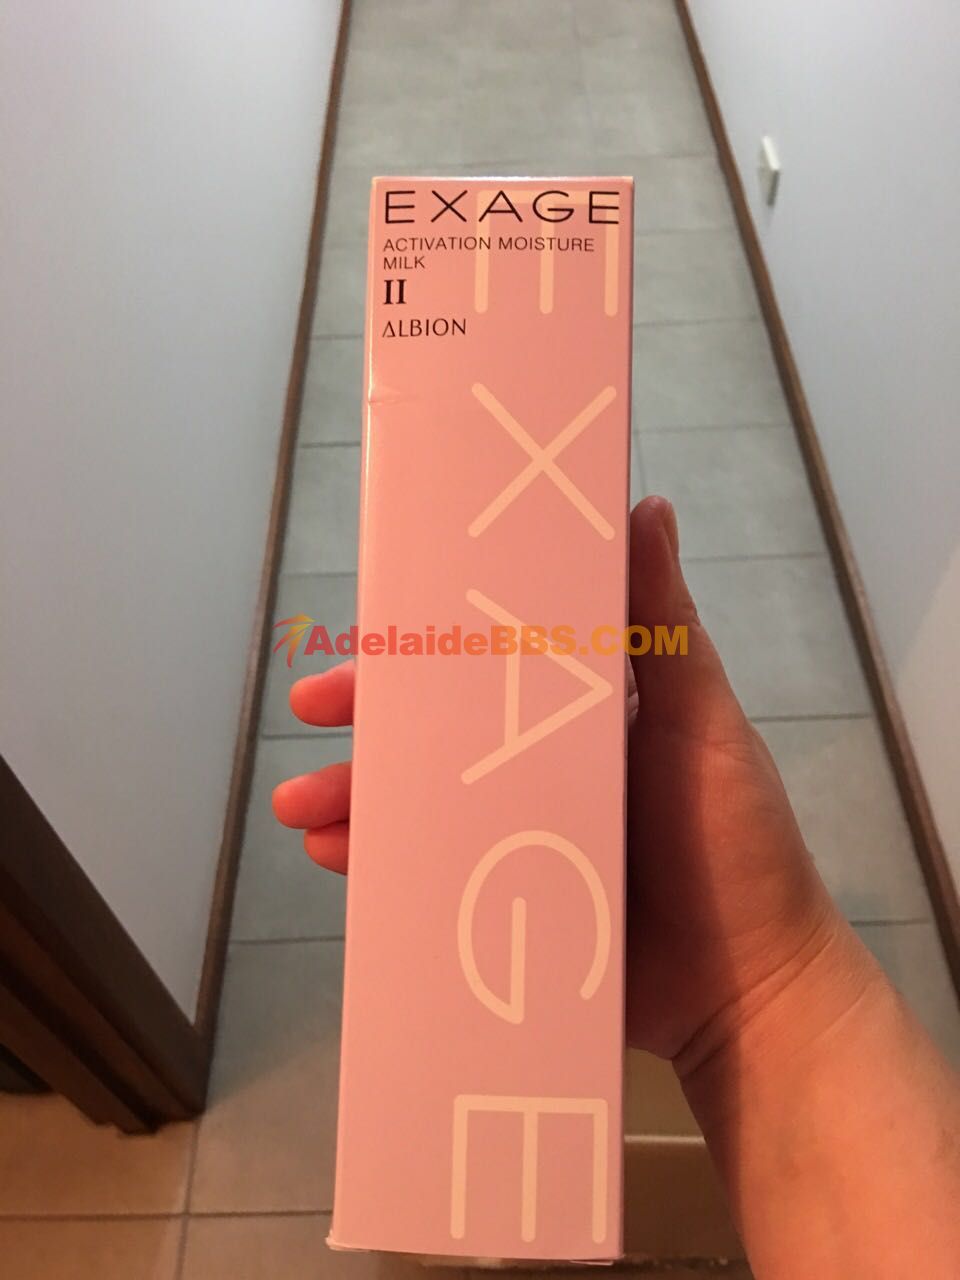 EXAGE
ACTIVATION MOISTURE
MILK
II
ALBION
EXAGE
AdelaideBBS.COM